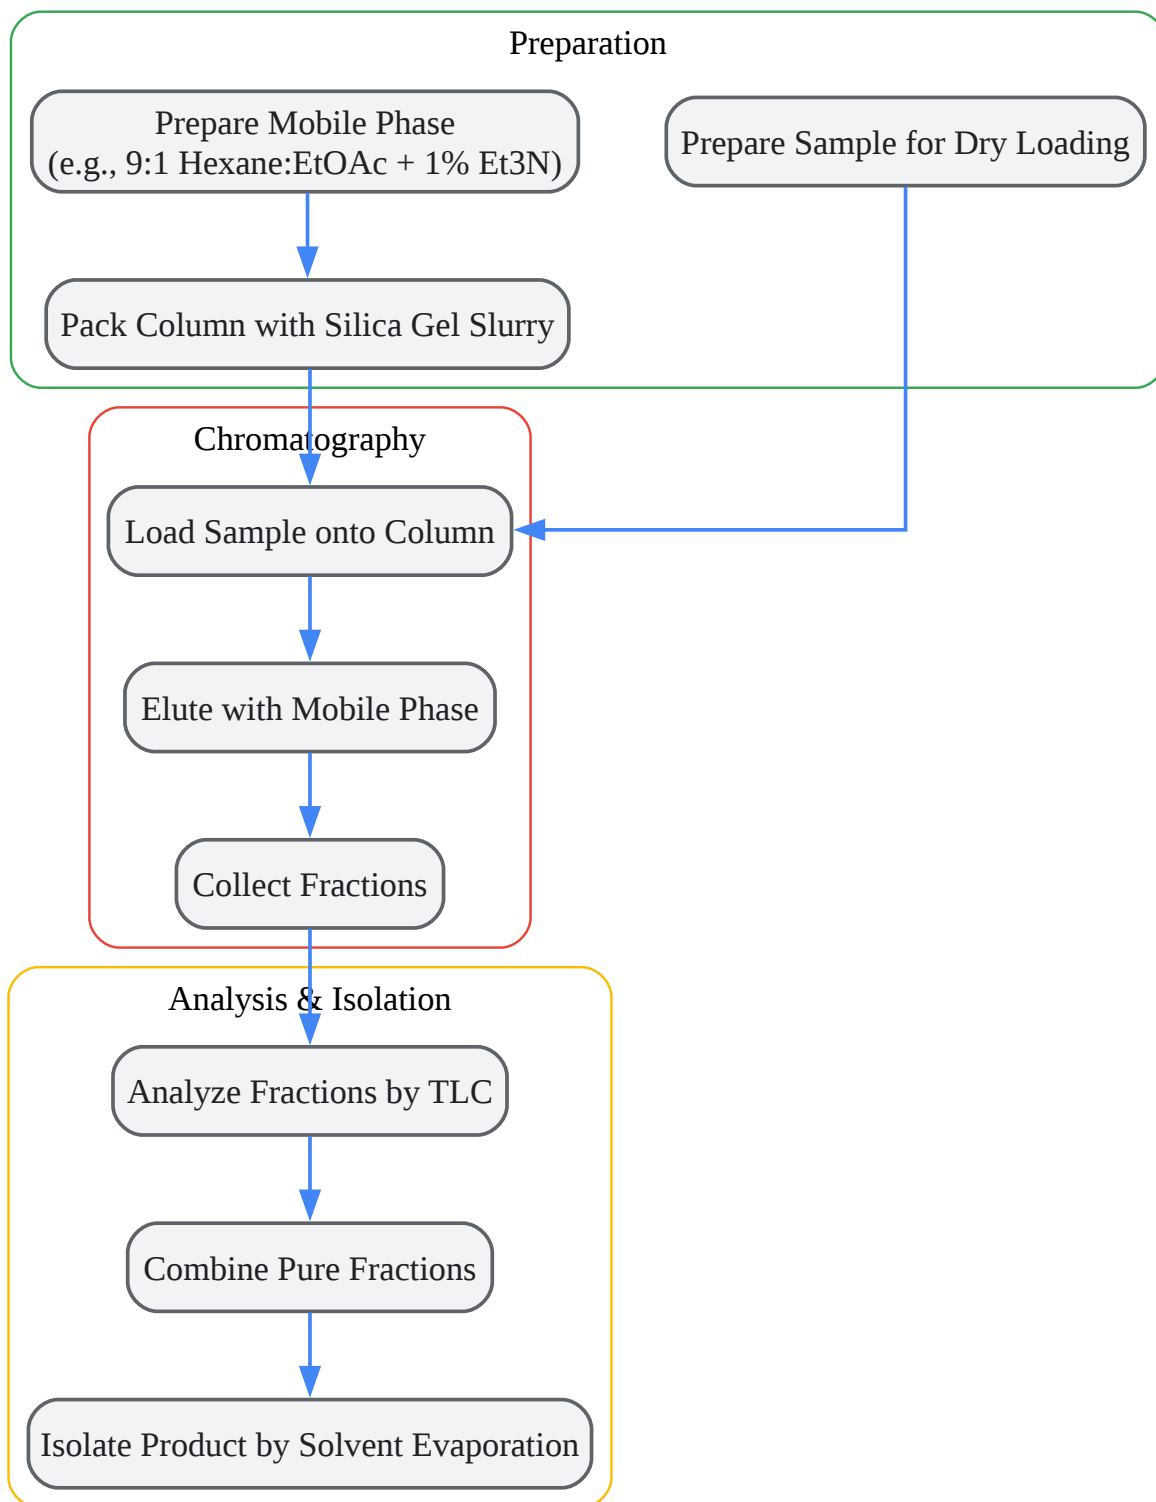 Preparation
Prepare Mobile Phase
(e.g., 9:1 Hexane:EtOAc + 1% Et3N)
Prepare Sample for Dry Loading
Pack Column with Silica Gel Slurry
Chromatography
Load Sample onto Column
Elute with Mobile Phase
Collect Fractions
Analysis & Isolation
Analyze Fractions by TLC
Combine Pure Fractions
Isolate Product by Solvent Evaporation